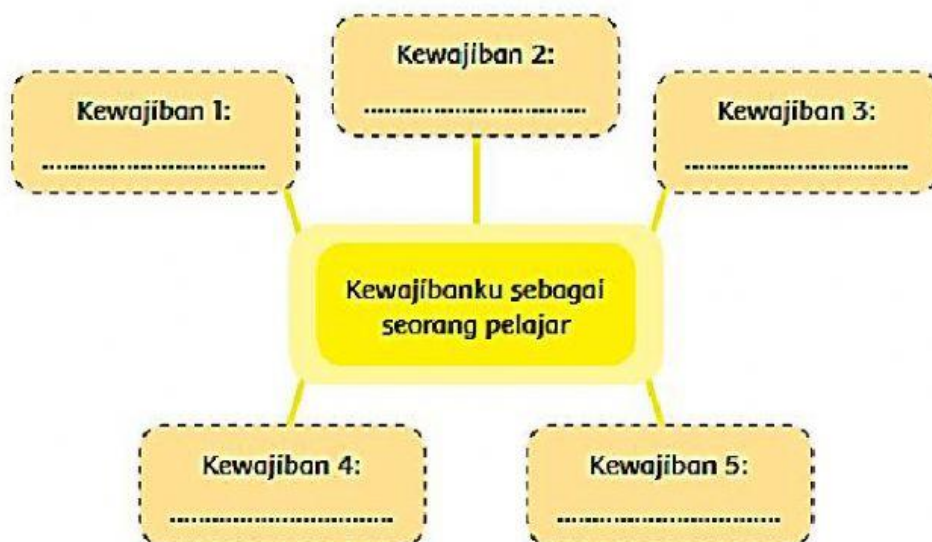 Kewajiban 1:
................................
Kewajiban 2:
................................
Kewajiban 3:
................................
Kewajibanku sebagai
seorang pelajar
Kewajiban 4:
................................
Kewajiban 5:
................................